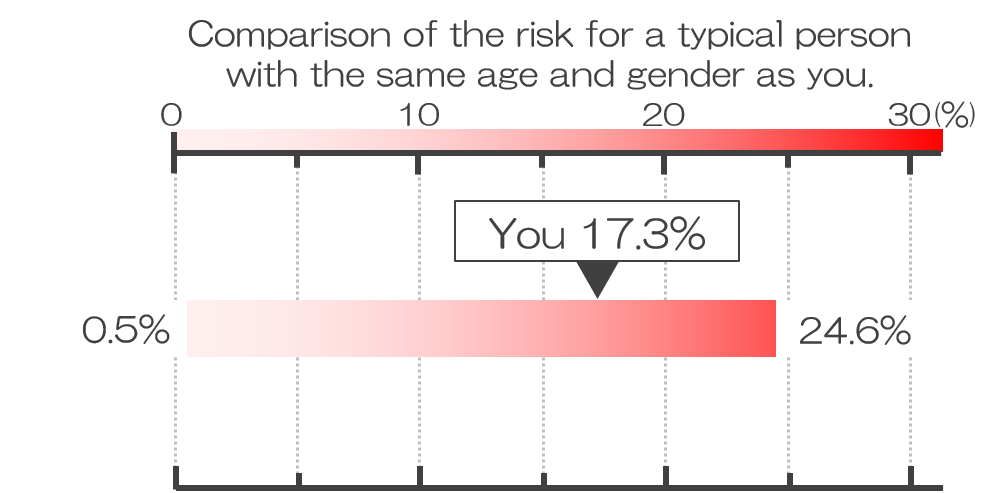 Comparison of the risk for a typical person
with the same age and gender as you.
0 10 20 30(%)
You 17.3%
0.5% 24.6%